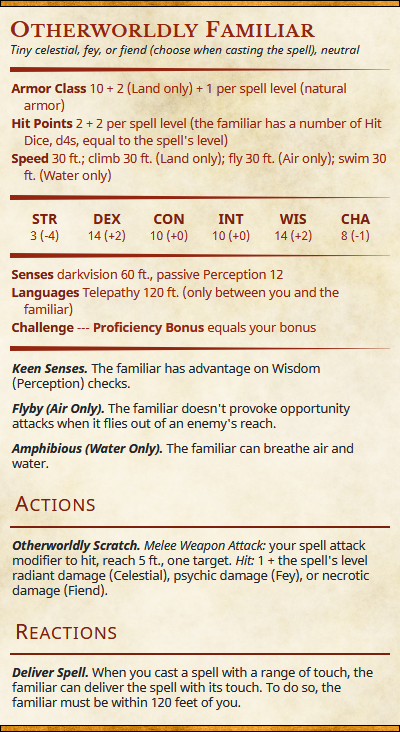 Otherworldly Familiar
Tiny celestial, fey, or fiend (choose when casting the spell), neutral
Armor Class 10 + 2 (Land only) + 1 per spell level (natural
armor)
Hit Points 2 + 2 per spell level (the familiar has a number of Hit
Dice, d4s, equal to the spell's level)
Speed 30 ft.; climb 30 ft. (Land only); fly 30 ft. (Air only); swim 30
ft. (Water only)
STR DEX CON INT WIS CHA
3 (-4) 14 (+2) 10 (+0) 10 (+0) 14 (+2) 8 (-1)
Senses darkvision 60 ft., passive Perception 12
Languages Telepathy 120 ft. (only between you and the
familiar)
Challenge --- Proficiency Bonus equals your bonus
Keen Senses. The familiar has advantage on Wisdom
(Perception) checks.
Flyby (Air Only). The familiar doesn't provoke opportunity
attacks when it flies out of an enemy's reach.
Amphibious (Water Only). The familiar can breathe air and
water.
Actions
Otherworldly Scratch. Melee Weapon Attack: your spell attack
modifier to hit, reach 5 ft., one target. Hit: 1 + the spell's level
radiant damage (Celestial), psychic damage (Fey), or necrotic
damage (Fiend).
Reactions
Deliver Spell. When you cast a spell with a range of touch, the
familiar can deliver the spell with its touch. To do so, the
familiar must be within 120 feet of you.